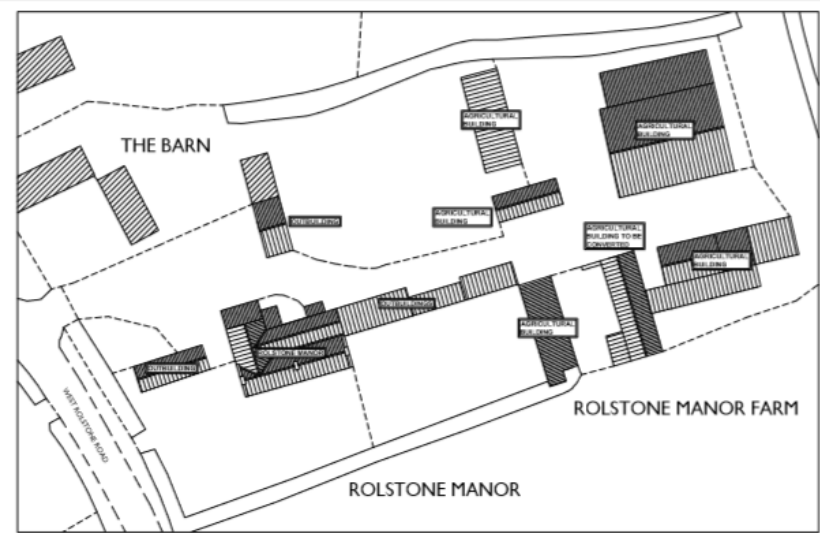 AGRICULTURAL
BUILDING
AGRICULTURAL
BUILDING
THE BARN
AGRICULTURAL
BUILDING
OUTBUILDING
AGRICULTURAL
BUILDING TO BE
CONVERTED
AGRICULTURAL
BUILDING
OUTBUILDINGS
AGRICULTURAL
BUILDING
ROLSTONE MANOR
OUTBUILDING
WEST ROLSTONE ROAD
ROLSTONE MANOR FARM
ROLSTONE MANOR